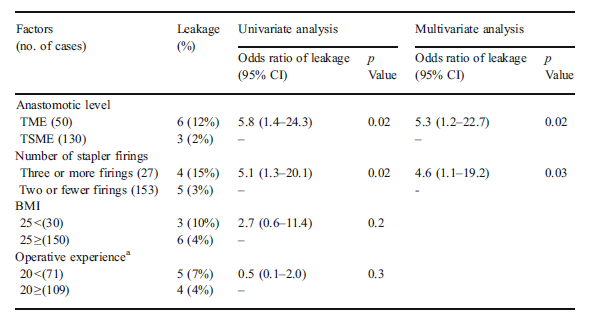 Factors Leakage Univariate analysis Multivariate analysis
(no. of cases) (%)
Odds ratio of leakage p Odds ratio of leakage p
(95% CI) Value (95% CI) Value
Anastomotic level
TME (50) 6 (12%) 5.8 (1.4–24.3) 0.02 5.3 (1.2–22.7) 0.02
TSME (130) 3 (2%) – –
Number of stapler firings
Three or more firings (27) 4 (15%) 5.1 (1.3–20.1) 0.02 4.6 (1.1–19.2) 0.03
Two or fewer firings (153) 5 (3%) – -
BMI
25<(30) 3 (10%) 2.7 (0.6–11.4) 0.2
25≥(150) 6 (4%) –
Operative experienceᵃ
20<(71) 5 (7%) 0.5 (0.1–2.0) 0.3
20≥(109) 4 (4%) –